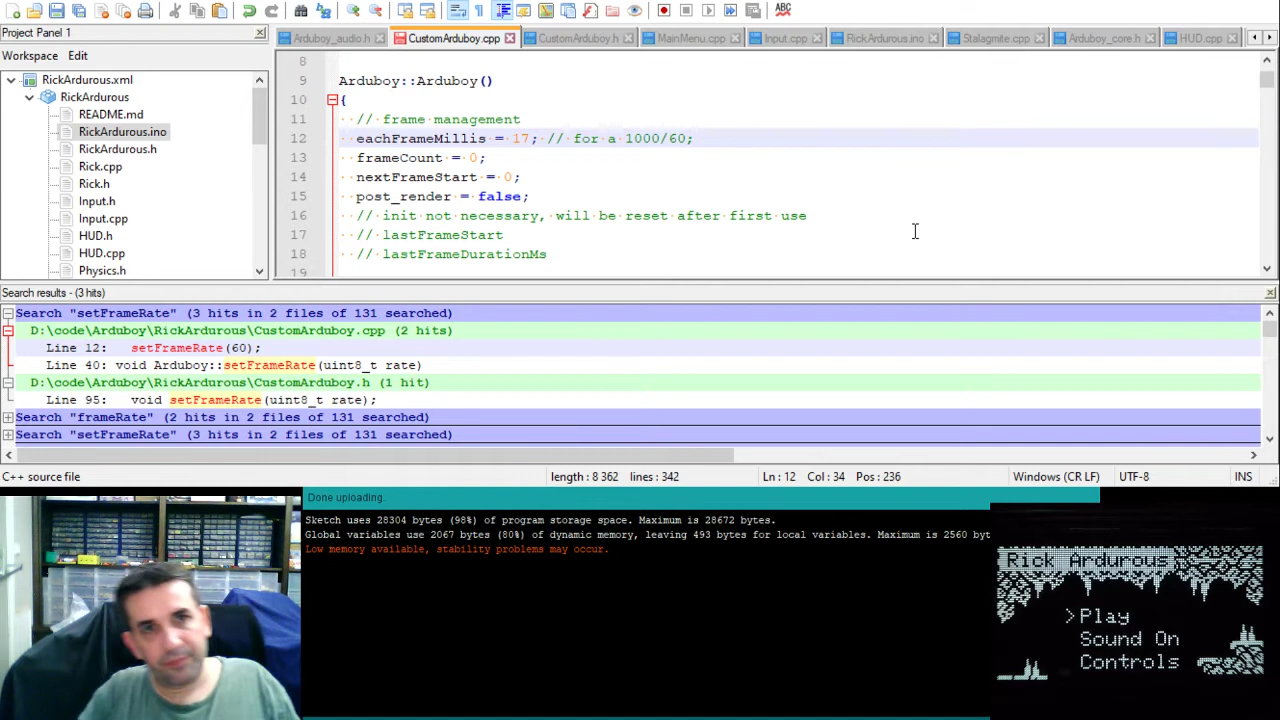 Project Panel 1
Workspace Edit
RickArdurous.xml
RickArdurous
README.md
RickArdurous.ino
RickArdurous.h
Rick.cpp
Rick.h
Input.h
Input.cpp
HUD.h
HUD.cpp
Physics.h
ABC
Arduboy_audio.h
CustomArduboy.cpp
CustomArduboy.h
MainMenu.cpp
Input.cpp
RickArdurous.ino
Stalagmite.cpp
Arduboy_core.h
HUD.cpp
8
9 Arduboy::Arduboy()
10 {
11 // frame management
12 eachFrameMillis = 17; // for a 1000/60;
13 frameCount = 0;
14 nextFrameStart = 0;
15 post_render = false;
16 // init not necessary, will be reset after first use
17 // lastFrameStart
18 // lastFrameDurationMs
19
Search results - (3 hits)
Search "setFrameRate" (3 hits in 2 files of 131 searched)
D:\code\Arduboy\RickArdurous\CustomArduboy.cpp (2 hits)
Line 12: setFrameRate(60);
Line 40: void Arduboy::setFrameRate(uint8_t rate)
D:\code\Arduboy\RickArdurous\CustomArduboy.h (1 hit)
Line 95: void setFrameRate(uint8_t rate);
Search "frameRate" (2 hits in 2 files of 131 searched)
Search "setFrameRate" (3 hits in 2 files of 131 searched)
C++ source file
length : 8 362 lines : 342
Ln : 12 Col : 34 Pos : 236
Windows (CR LF)
UTF-8
INS
Done uploading.
Sketch uses 28304 bytes (98%) of program storage space. Maximum is 28672 bytes.
Global variables use 2067 bytes (80%) of dynamic memory, leaving 493 bytes for local variables. Maximum is 2560 byt
Low memory available, stability problems may occur.
Rick Ardurous
>Play
Sound On
Controls